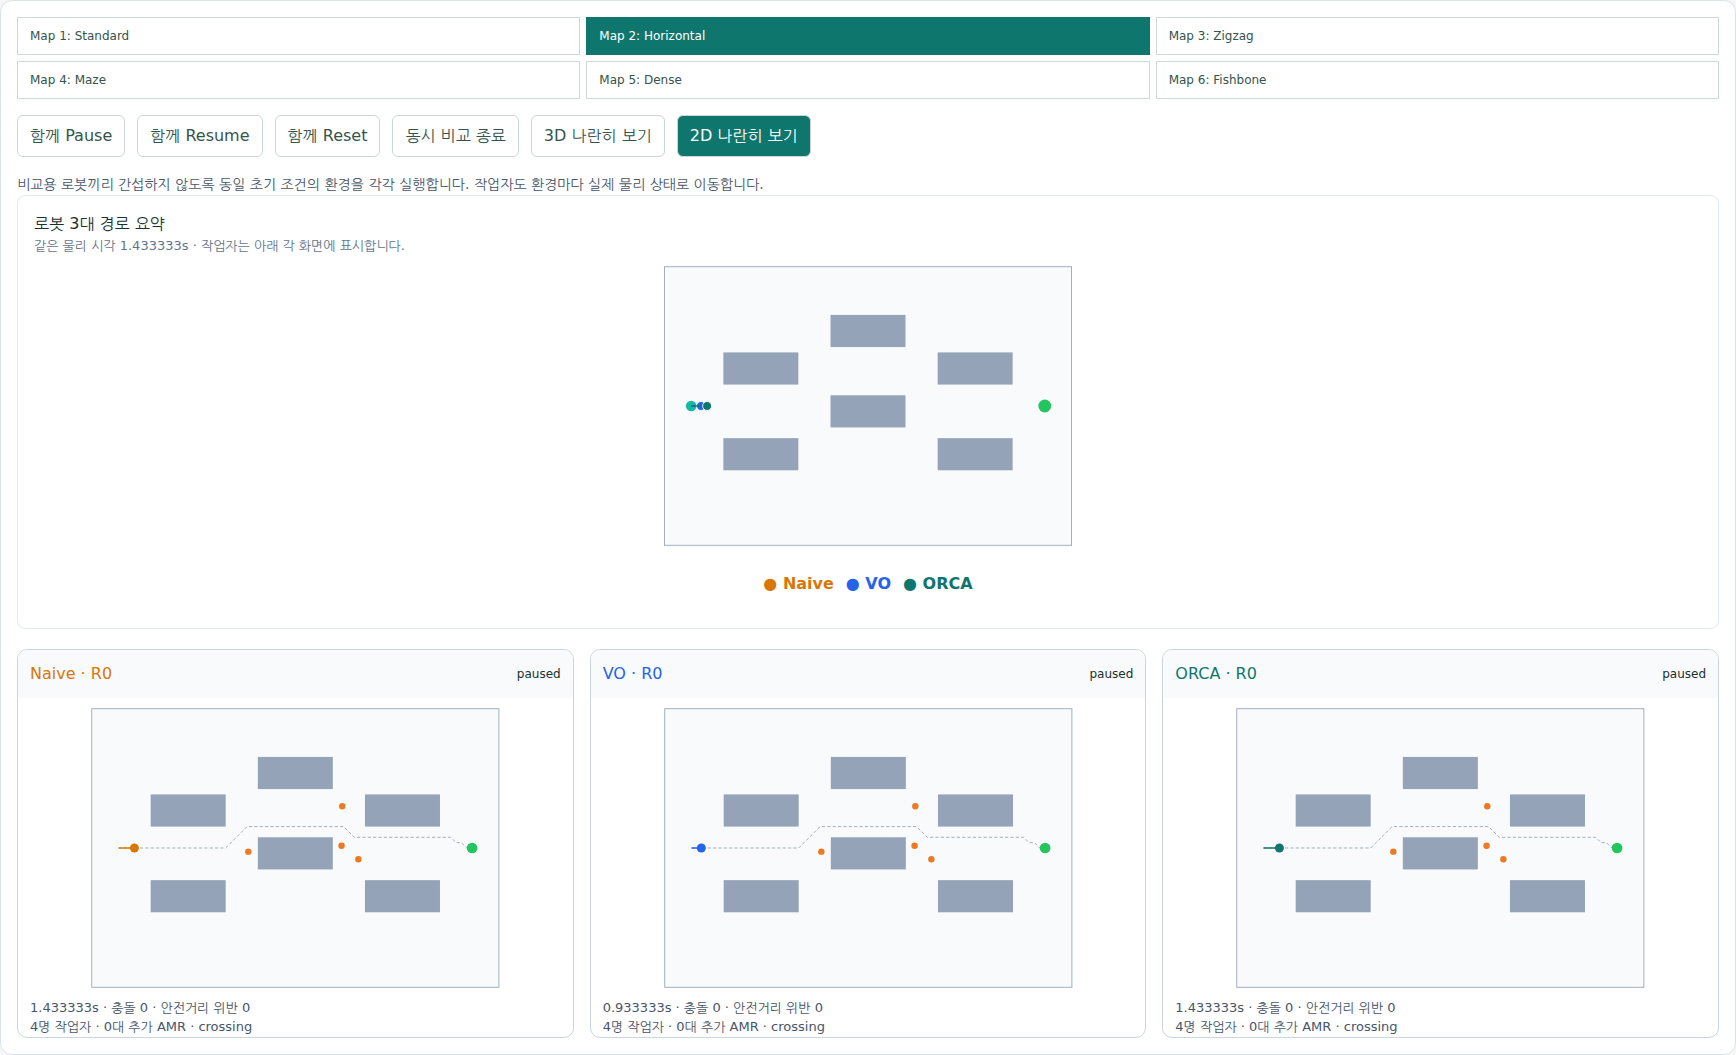 Map 1: Standard
Map 2: Horizontal
Map 3: Zigzag
Map 4: Maze
Map 5: Dense
Map 6: Fishbone
함께 Pause
함께 Resume
함께 Reset
동시 비교 종료
3D 나란히 보기
2D 나란히 보기
비교용 로봇끼리 간섭하지 않도록 동일 초기 조건의 환경을 각각 실행합니다. 작업자도 환경마다 실제 물리 상태로 이동합니다.
로봇 3대 경로 요약
같은 물리 시각 1.433333s · 작업자는 아래 각 화면에 표시합니다.
Naive
VO
ORCA
Naive · R0
paused
1.433333s · 충돌 0 · 안전거리 위반 0
4명 작업자 · 0대 추가 AMR · crossing
VO · R0
paused
0.933333s · 충돌 0 · 안전거리 위반 0
4명 작업자 · 0대 추가 AMR · crossing
ORCA · R0
paused
1.433333s · 충돌 0 · 안전거리 위반 0
4명 작업자 · 0대 추가 AMR · crossing